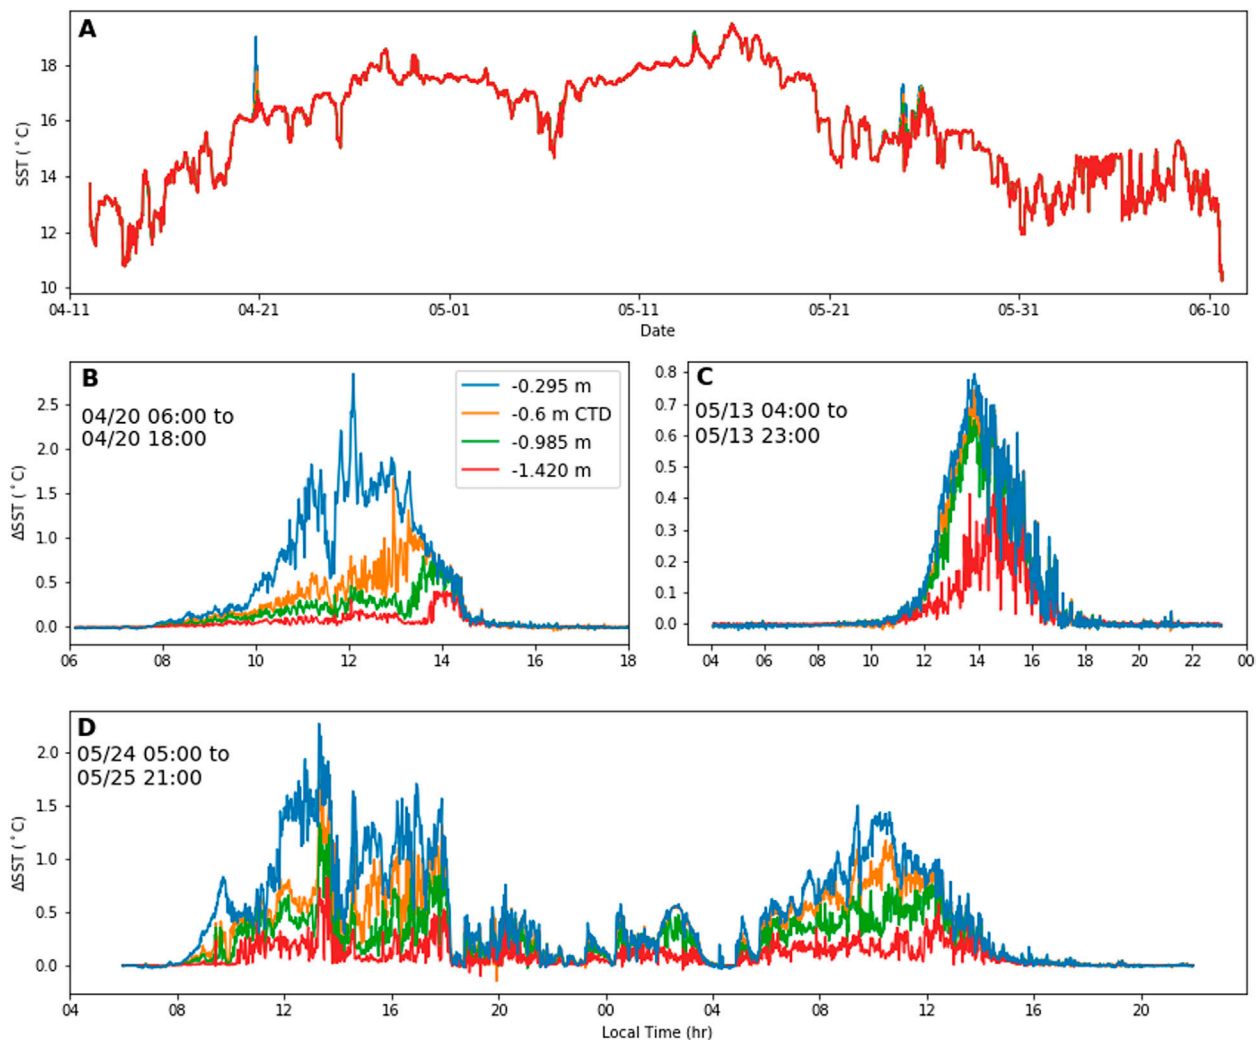 A
SST (°C)
18
16
14
12
10
04-11 04-21 05-01 05-11 05-21 05-31 06-10
Date
B
04/20 06:00 to
04/20 18:00
-0.295 m
-0.6 m CTD
-0.985 m
-1.420 m
ΔSST (°C)
2.5
2.0
1.5
1.0
0.5
0.0
06 08 10 12 14 16 18
C
05/13 04:00 to
05/13 23:00
0.8
0.7
0.6
0.5
0.4
0.3
0.2
0.1
0.0
04 06 08 10 12 14 16 18 20 22 00
D
05/24 05:00 to
05/25 21:00
ΔSST (°C)
2.0
1.5
1.0
0.5
0.0
04 08 12 16 20 00 04 08 12 16 20
Local Time (hr)